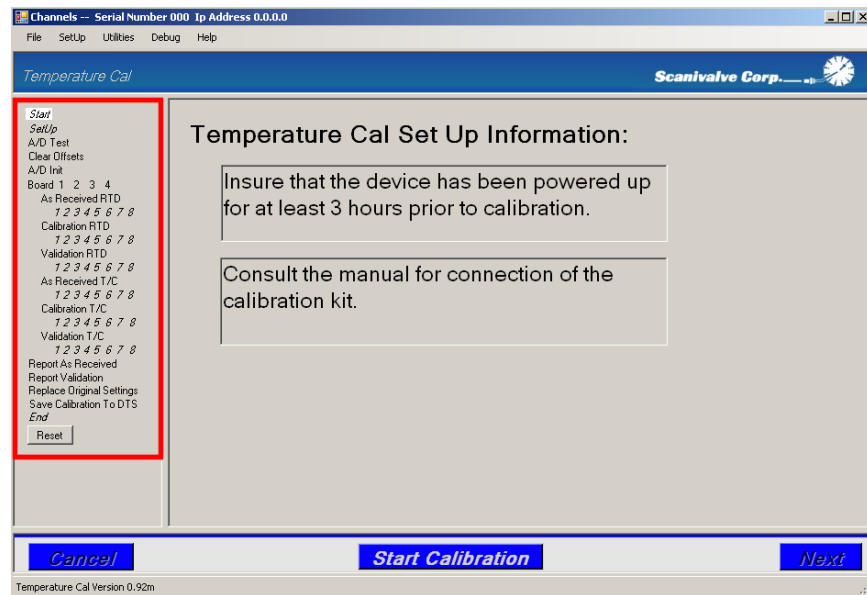 Channels -- Serial Number 000 Ip Address 0.0.0.0
File SetUp Utilities Debug Help
Temperature Cal
Scanivalve Corp.
Start
SetUp
A/D Test
Clear Offsets
A/D Init
Board 1 2 3 4
As Received RTD
1 2 3 4 5 6 7 8
Calibration RTD
1 2 3 4 5 6 7 8
Validation RTD
1 2 3 4 5 6 7 8
As Received T/C
1 2 3 4 5 6 7 8
Calibration T/C
1 2 3 4 5 6 7 8
Validation T/C
1 2 3 4 5 6 7 8
Report As Received
Report Validation
Replace Original Settings
Save Calibration To DTS
End
Reset
Temperature Cal Set Up Information:
Insure that the device has been powered up
for at least 3 hours prior to calibration.
Consult the manual for connection of the
calibration kit.
Cancel
Start Calibration
Next
Temperature Cal Version 0.92m